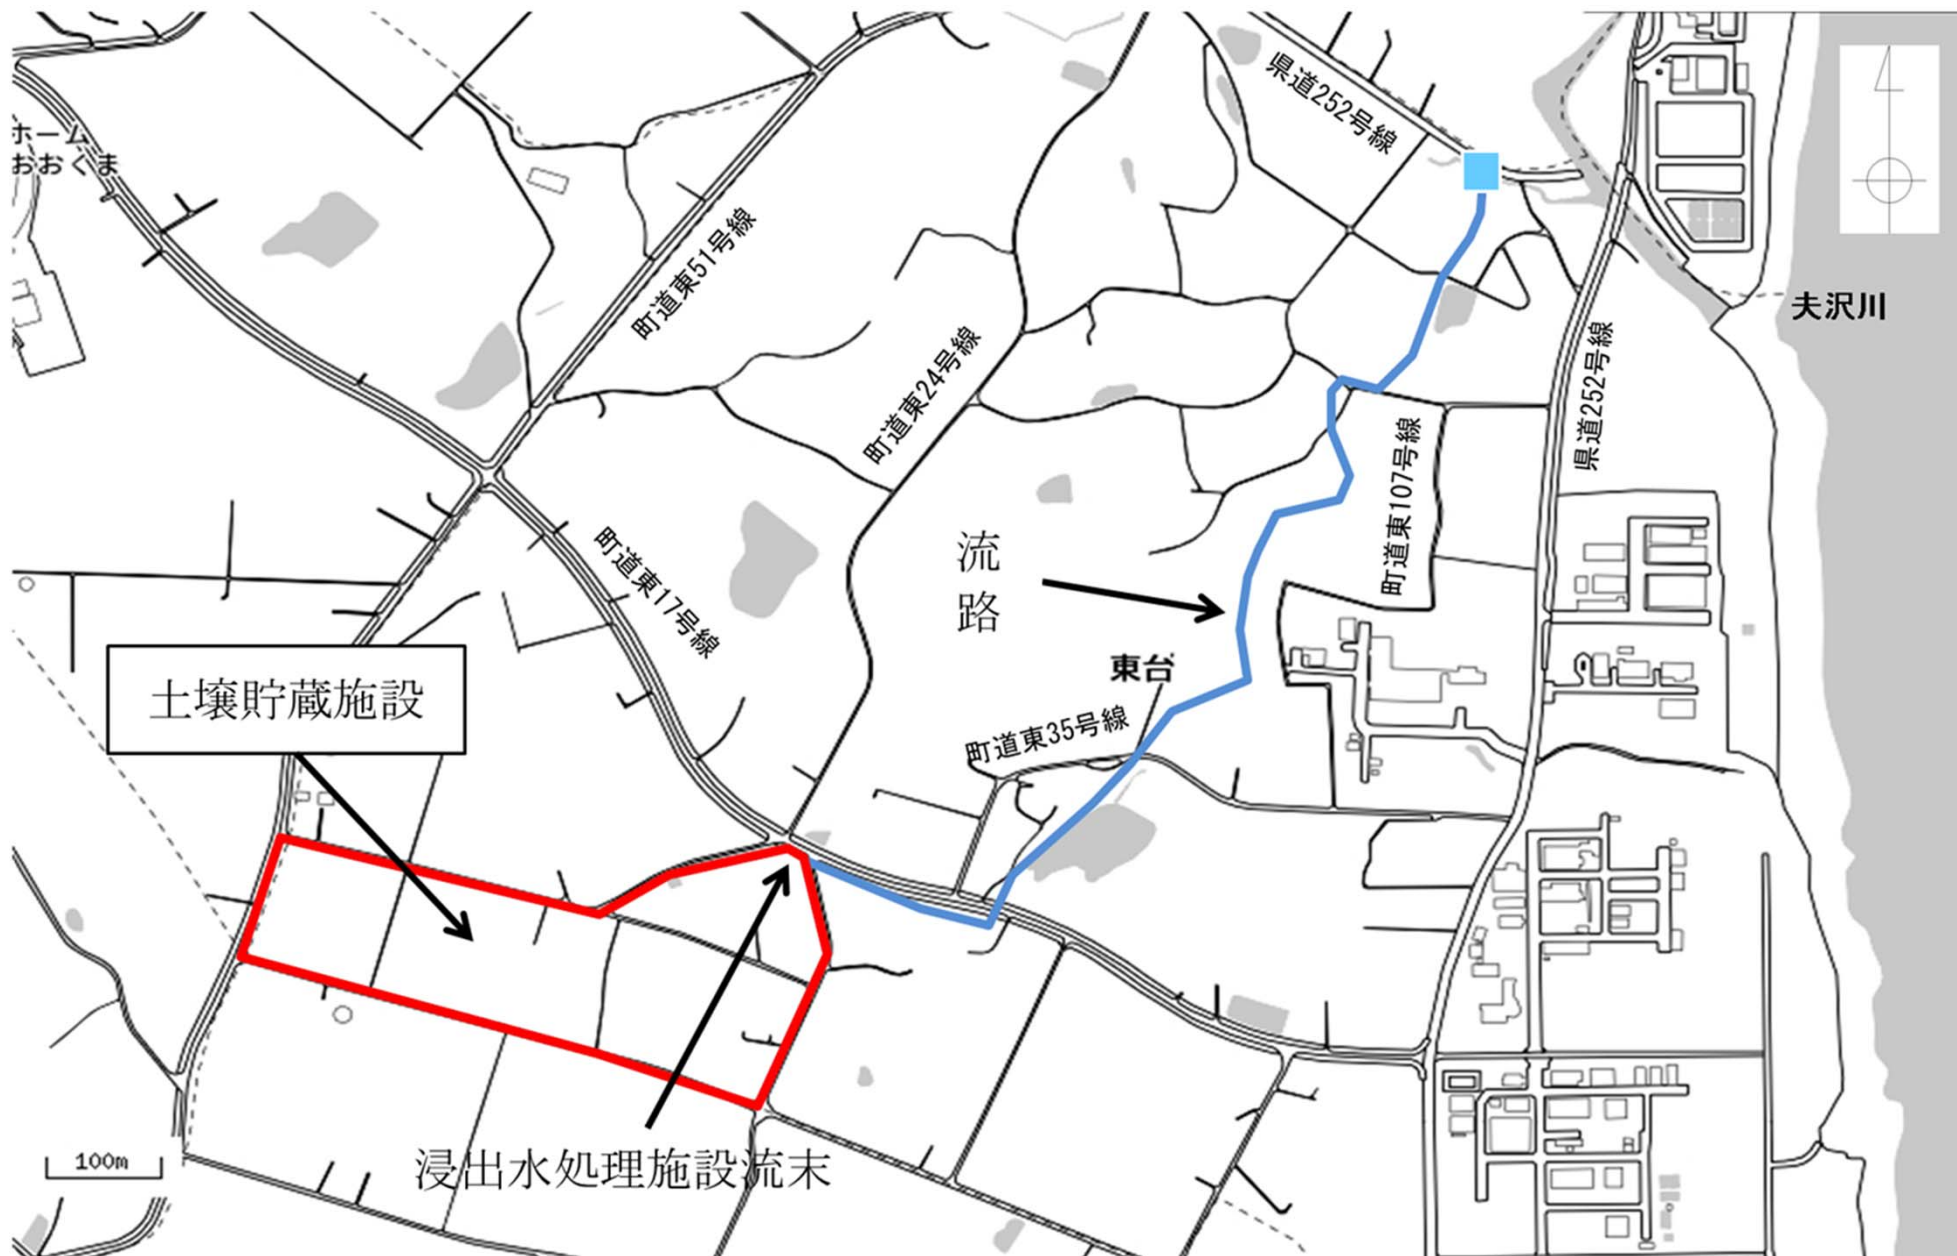 県道252号線
ホーム
おおくま
町道東51号線
夫沢川
町道東24号線
県道252号線
町道東107号線
町道東17号線
流
路
東台
土壌貯蔵施設
町道東35号線
100m
浸出水処理施設流末